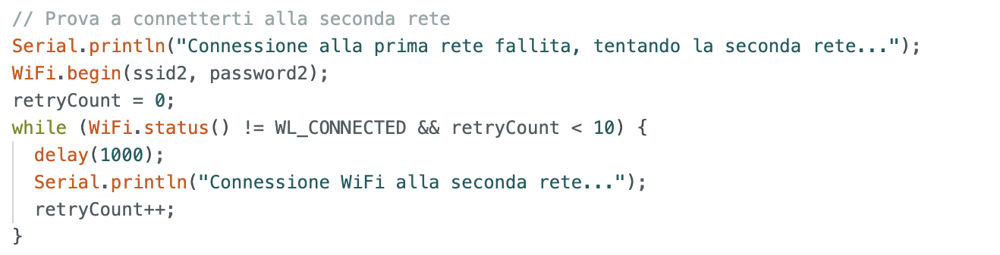 // Prova a connetterti alla seconda rete
Serial.println("Connessione alla prima rete fallita, tentando la seconda rete...");
WiFi.begin(ssid2, password2);
retryCount = 0;
while (WiFi.status() != WL_CONNECTED && retryCount < 10) {
  delay(1000);
  Serial.println("Connessione WiFi alla seconda rete...");
  retryCount++;
}